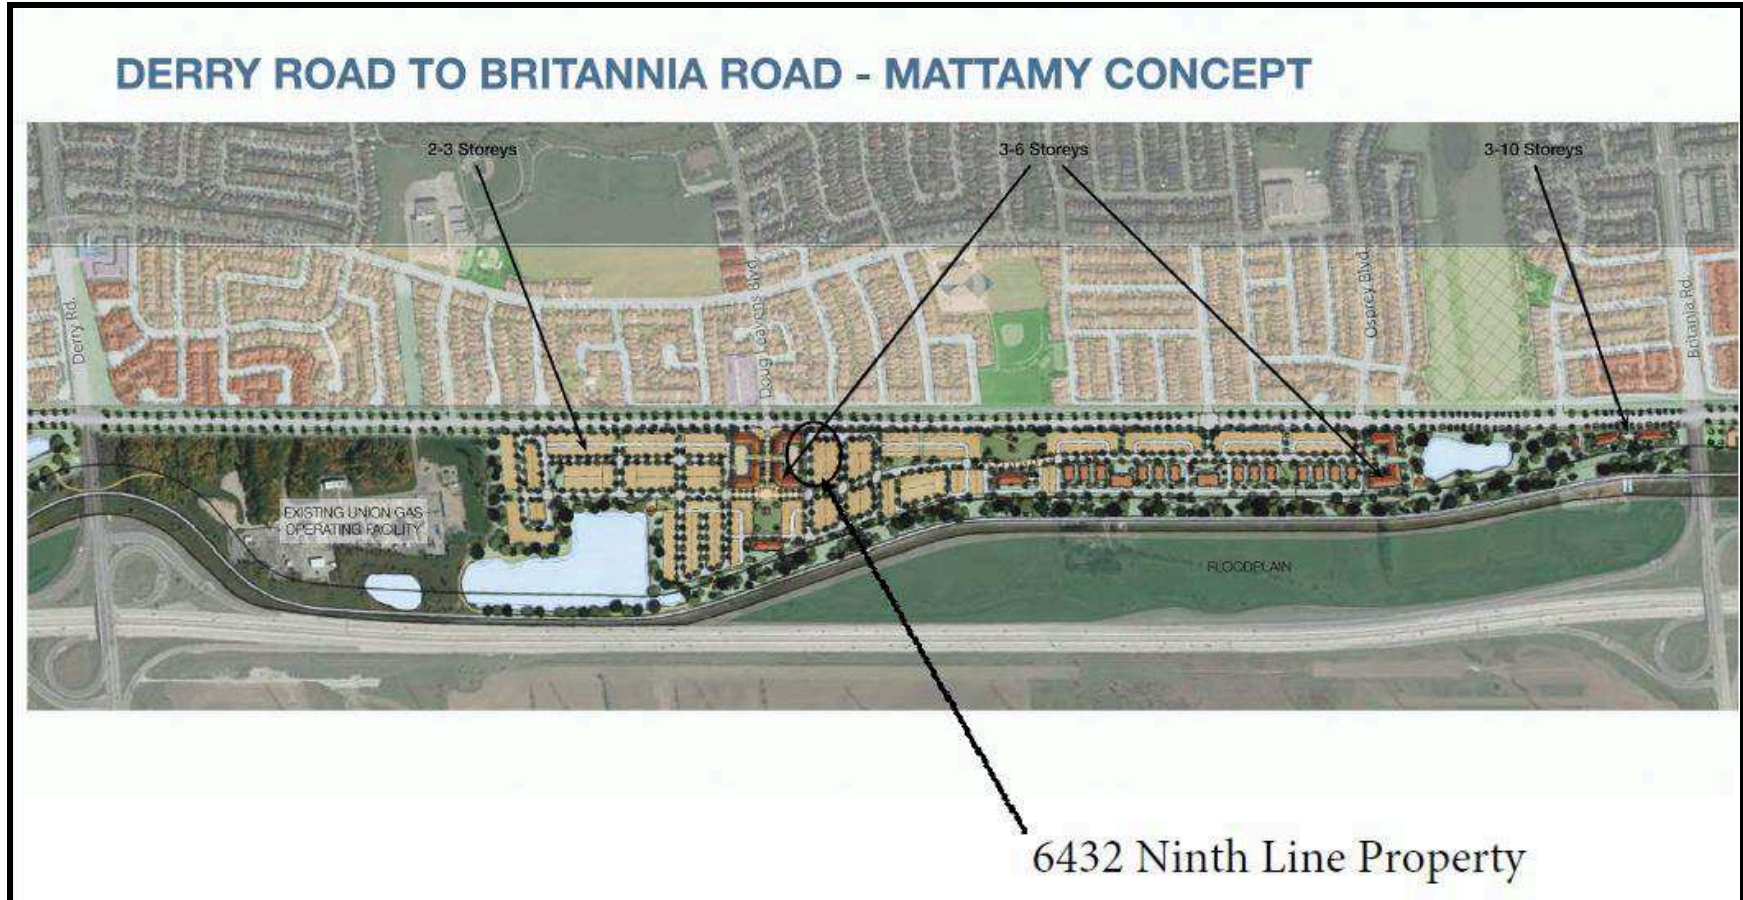 DERRY ROAD TO BRITANNIA ROAD - MATTAMY CONCEPT
2-3 Storeys
3-6 Storeys
3-10 Storeys
Derry Rd.
Doug Leavens Blvd.
Osprey Blvd.
Britania Rd.
EXISTING UNION GAS
OPERATING FACILITY
FLOODPLAIN
6432 Ninth Line Property